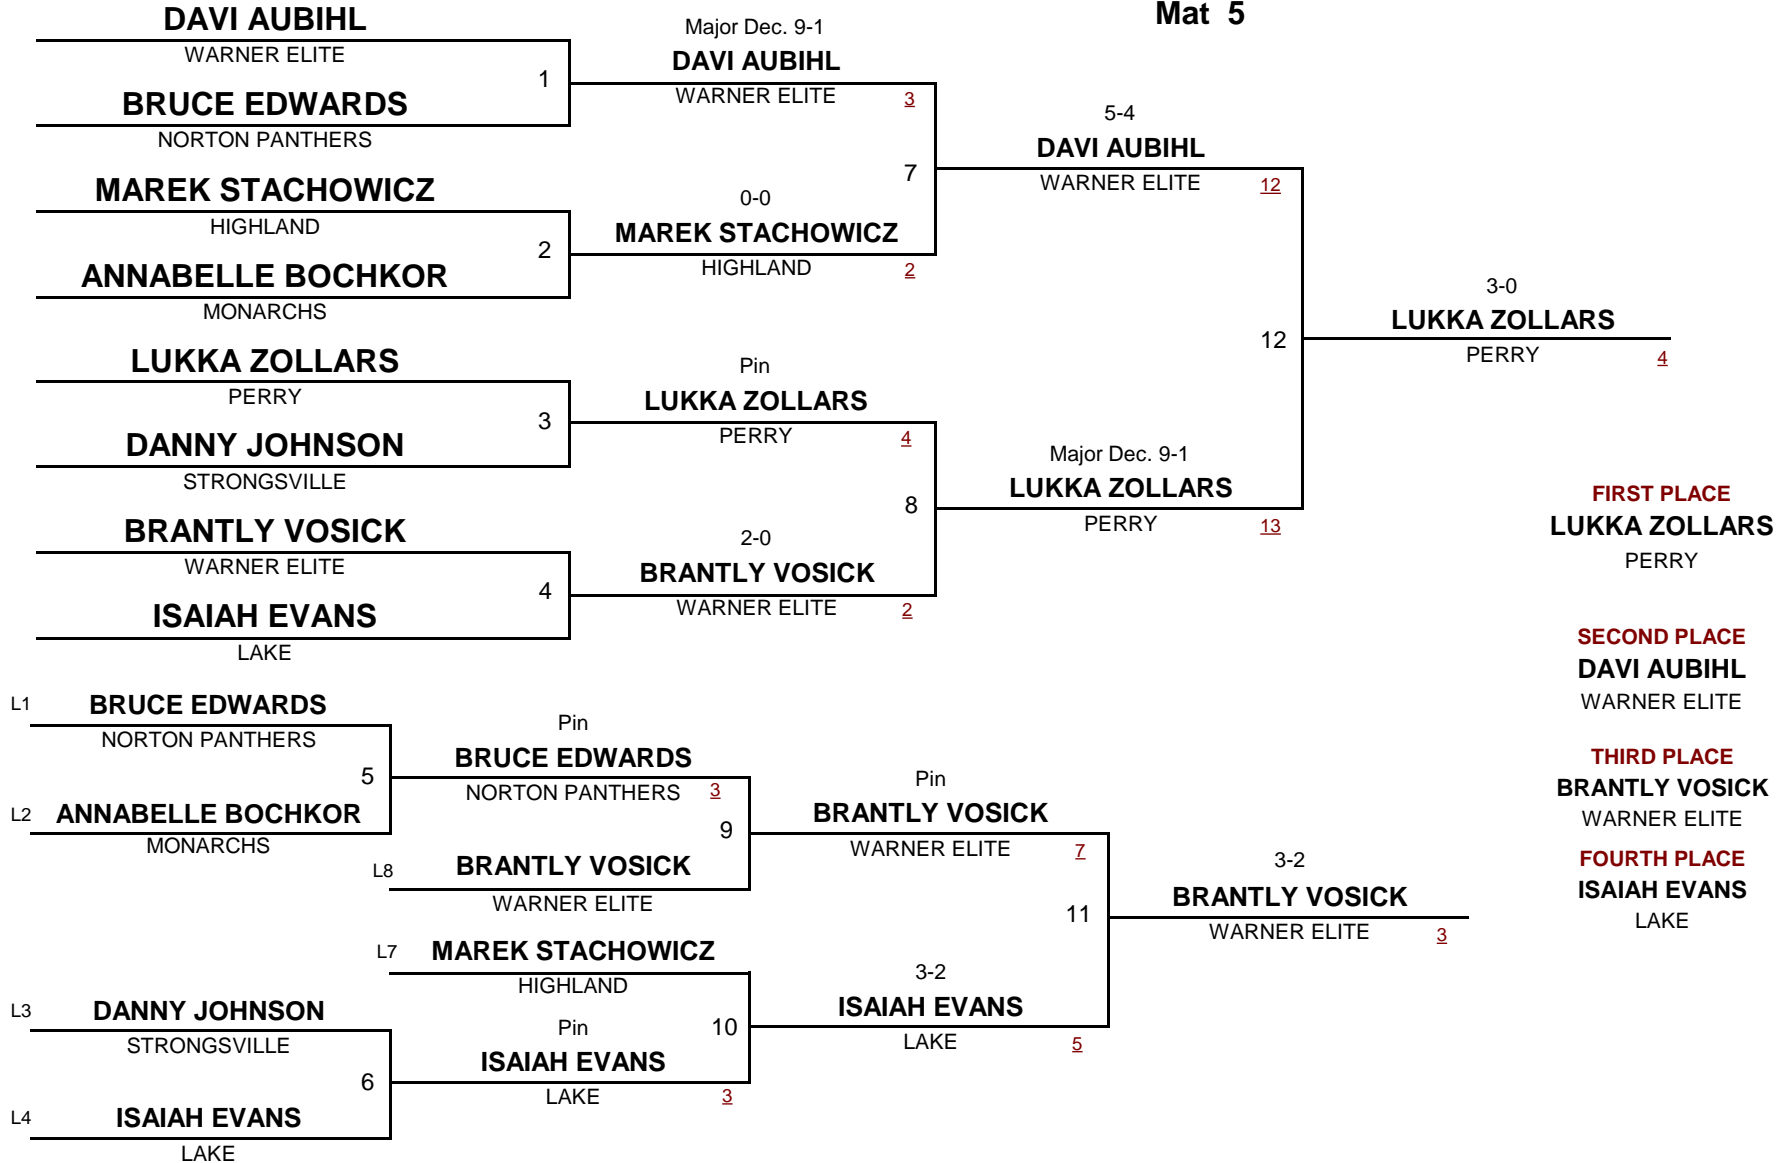 Mat 5
DAVI AUBIHL
WARNER ELITE
1
BRUCE EDWARDS
NORTON PANTHERS
MAREK STACHOWICZ
HIGHLAND
2
ANNABELLE BOCHKOR
MONARCHS
LUKKA ZOLLARS
PERRY
3
DANNY JOHNSON
STRONGSVILLE
BRANTLY VOSICK
WARNER ELITE
4
ISAIAH EVANS
LAKE
Major Dec. 9-1
DAVI AUBIHL
WARNER ELITE 3
7
0-0
MAREK STACHOWICZ
HIGHLAND 2
Pin
LUKKA ZOLLARS
PERRY 4
8
2-0
BRANTLY VOSICK
WARNER ELITE 2
5-4
DAVI AUBIHL
WARNER ELITE 12
12
Major Dec. 9-1
LUKKA ZOLLARS
PERRY 13
3-0
LUKKA ZOLLARS
PERRY 4
L1 BRUCE EDWARDS
NORTON PANTHERS
5
L2 ANNABELLE BOCHKOR
MONARCHS
L3 DANNY JOHNSON
STRONGSVILLE
6
L4 ISAIAH EVANS
LAKE
Pin
BRUCE EDWARDS
NORTON PANTHERS 3
9
L8 BRANTLY VOSICK
WARNER ELITE
L7 MAREK STACHOWICZ
HIGHLAND
10
Pin
ISAIAH EVANS
LAKE 3
Pin
BRANTLY VOSICK
WARNER ELITE 7
11
3-2
ISAIAH EVANS
LAKE 5
3-2
BRANTLY VOSICK
WARNER ELITE 3
FIRST PLACE
LUKKA ZOLLARS
PERRY
SECOND PLACE
DAVI AUBIHL
WARNER ELITE
THIRD PLACE
BRANTLY VOSICK
WARNER ELITE
FOURTH PLACE
ISAIAH EVANS
LAKE